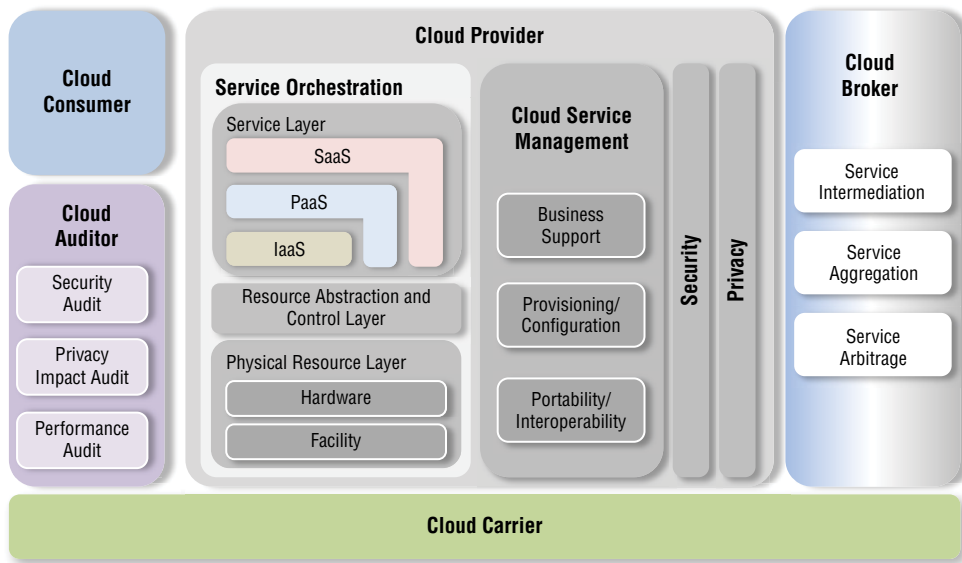 Cloud
Consumer
Cloud
Auditor
Security
Audit
Privacy
Impact Audit
Performance
Audit
Cloud Provider
Service Orchestration
Service Layer
SaaS
PaaS
IaaS
Resource Abstraction and
Control Layer
Physical Resource Layer
Hardware
Facility
Cloud Service
Management
Business
Support
Provisioning/
Configuration
Portability/
Interoperability
Security
Privacy
Cloud
Broker
Service
Intermediation
Service
Aggregation
Service
Arbitrage
Cloud Carrier